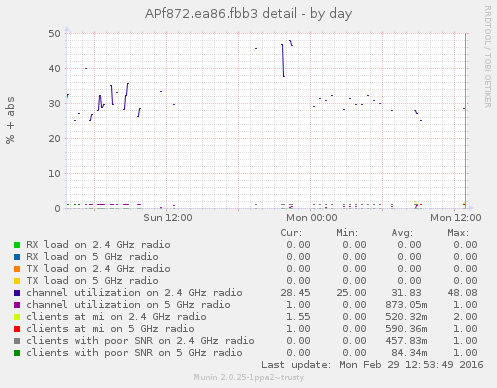 APf872.ea86.fbb3 detail - by day
RRDTOOL / TOBI OETIKER
% + abs
50
40
30
20
10
0
Sun 12:00 Mon 00:00 Mon 12:00
Cur: Min: Avg: Max:
RX load on 2.4 GHz radio 0.00 0.00 0.00 0.00
RX load on 5 GHz radio 0.00 0.00 0.00 0.00
TX load on 2.4 GHz radio 0.00 0.00 0.00 0.00
TX load on 5 GHz radio 0.00 0.00 0.00 0.00
channel utilization on 2.4 GHz radio 28.45 25.00 31.83 48.08
channel utilization on 5 GHz radio 1.00 0.00 873.05m 1.00
clients at mi on 2.4 GHz radio 1.55 0.00 520.32m 2.00
clients at mi on 5 GHz radio 1.00 0.00 590.36m 1.00
clients with poor SNR on 2.4 GHz radio 0.00 0.00 457.83m 1.00
clients with poor SNR on 5 GHz radio 0.00 0.00 84.34m 1.00
Last update: Mon Feb 29 12:53:49 2016
Munin 2.0.25-1ppa2~trusty